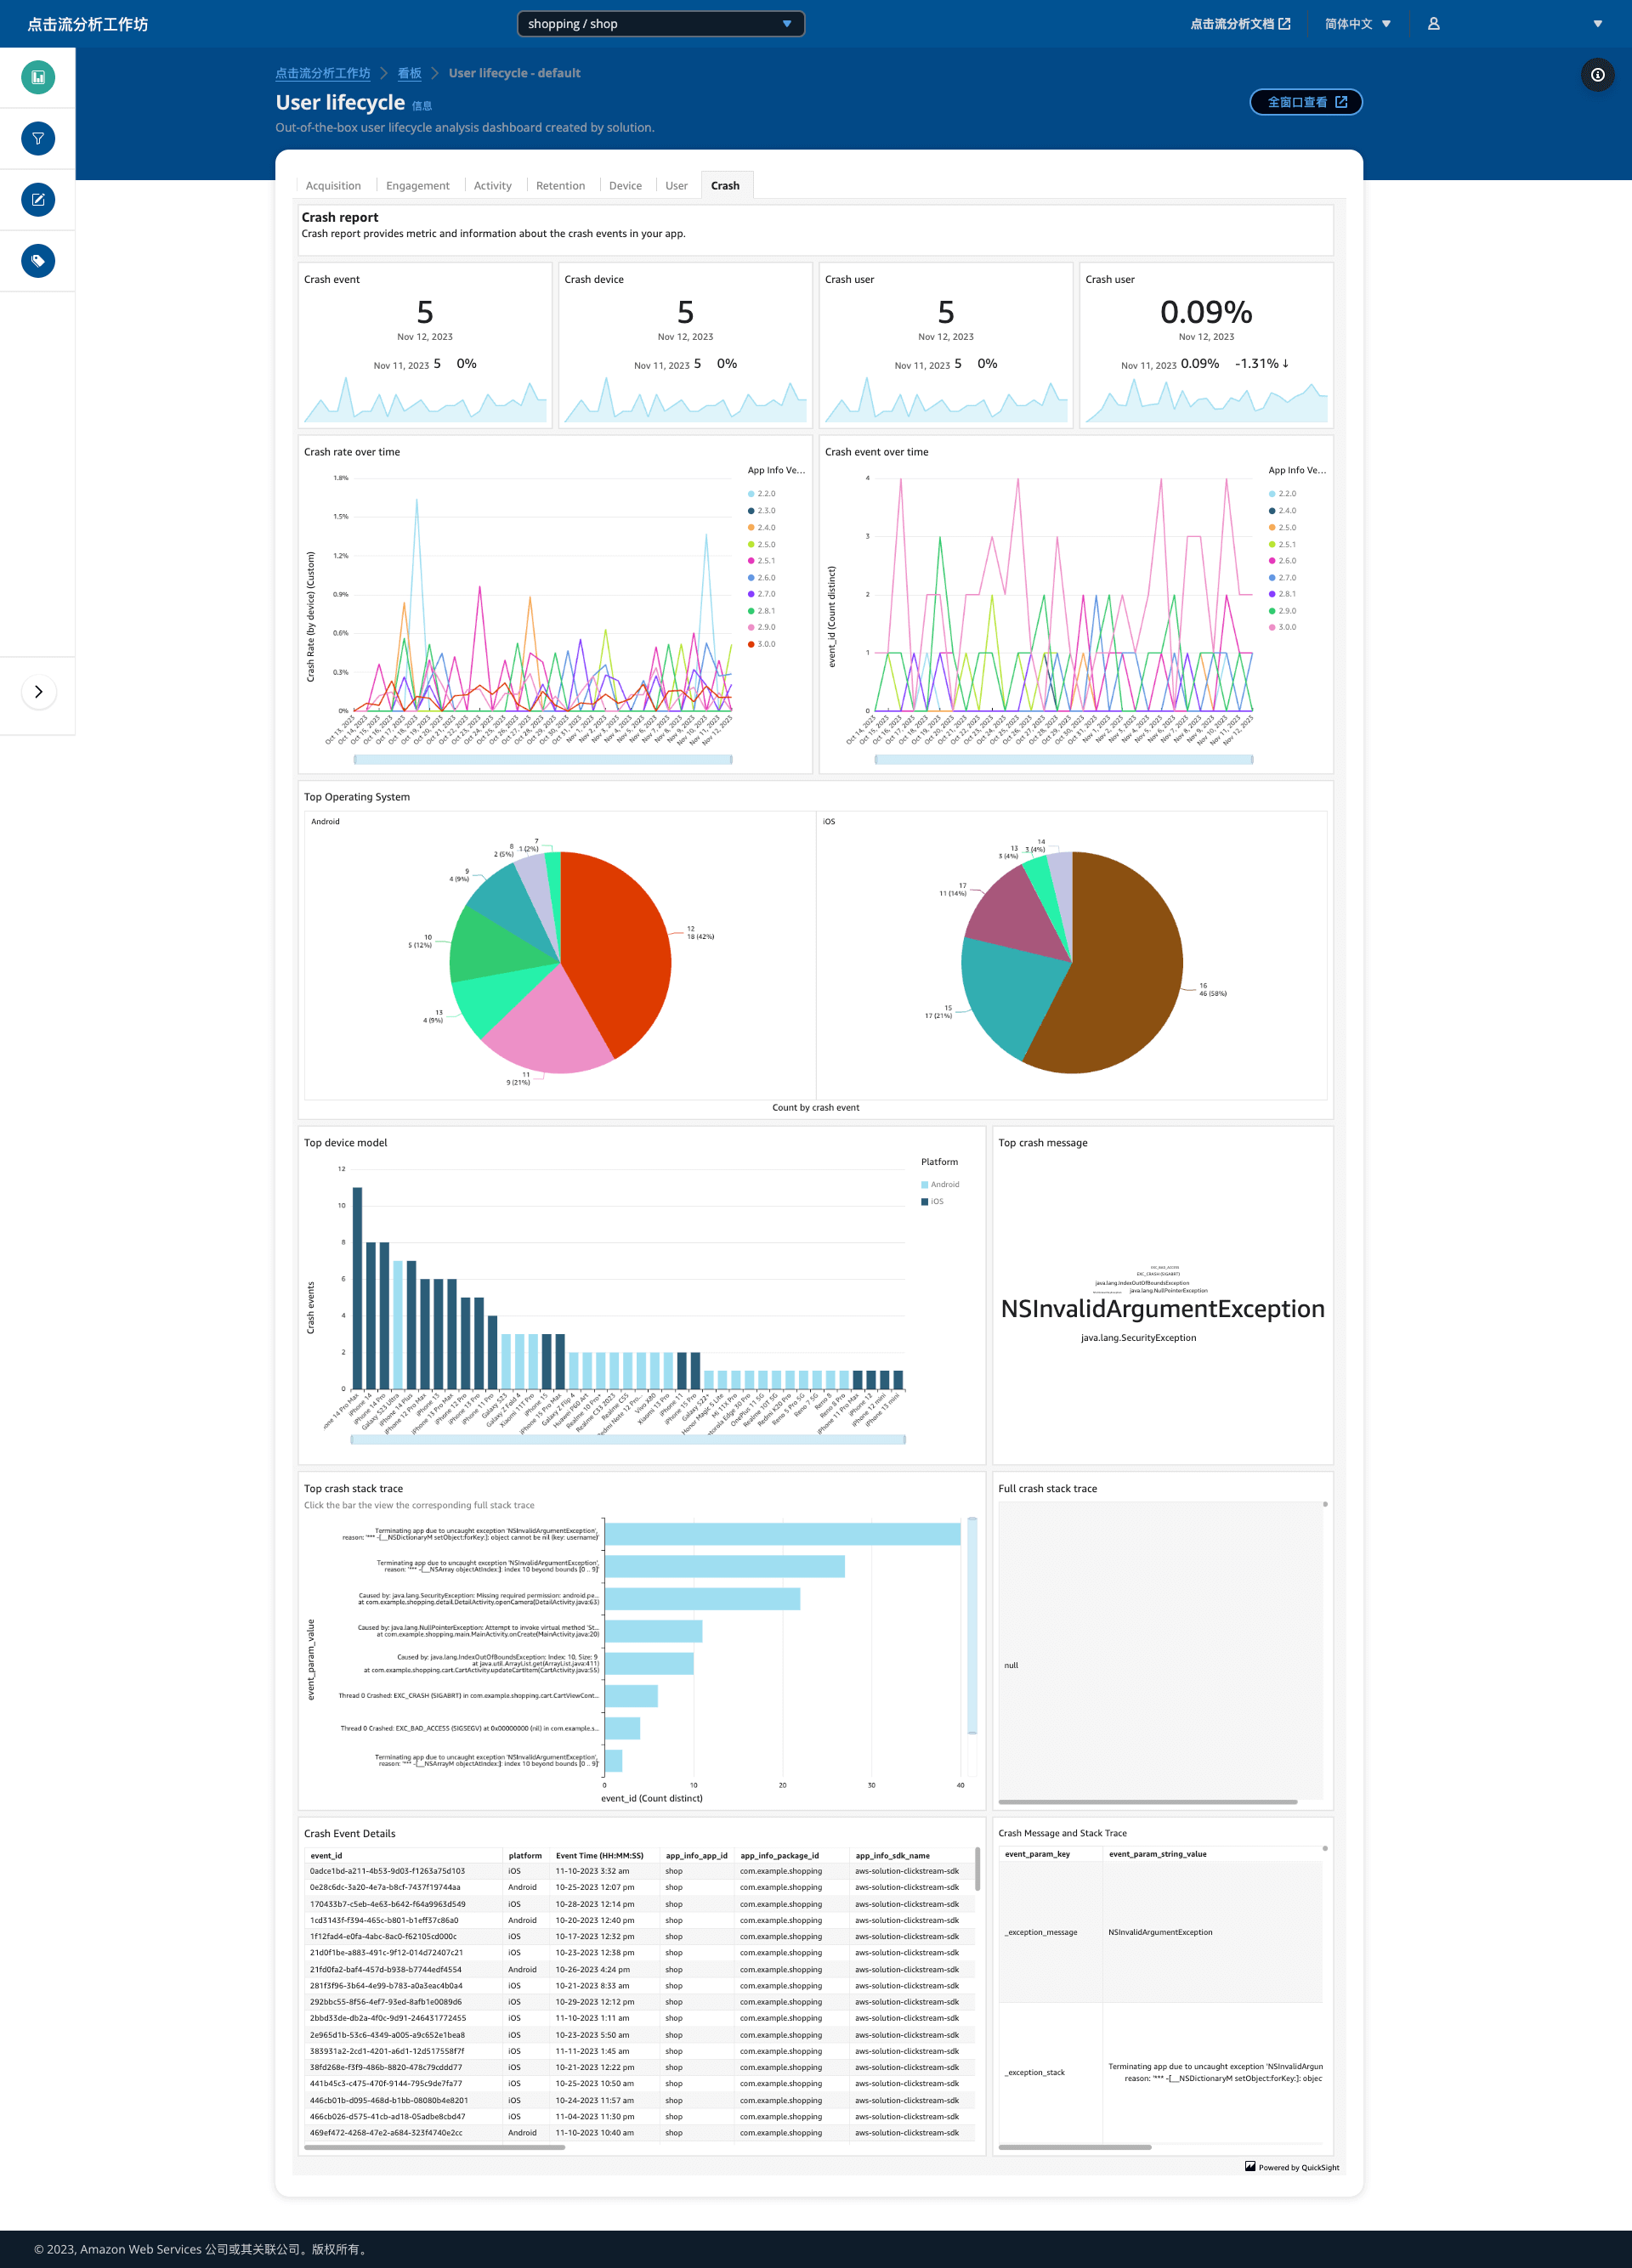 点击流分析工作坊
shopping / shop
点击流分析文档
简体中文
点击流分析工作坊 > 看板 > User lifecycle - default
User lifecycle 信息
全窗口查看
Out-of-the-box user lifecycle analysis dashboard created by solution.
Acquisition Engagement Activity Retention Device User Crash
Crash report
Crash report provides metric and information about the crash events in your app.
Crash event
5
Nov 12, 2023
Nov 11, 2023 5 0%
Crash device
5
Nov 12, 2023
Nov 11, 2023 5 0%
Crash user
5
Nov 12, 2023
Nov 11, 2023 5 0%
Crash user
0.09%
Nov 12, 2023
Nov 11, 2023 0.09% -1.31%↓
Crash rate over time
App Info Ve...
2.2.0
2.3.0
2.4.0
2.5.0
2.5.1
2.6.0
2.7.0
2.8.1
2.9.0
3.0.0
Crash Rate (by device) (Custom)
1.8%
1.5%
1.2%
0.9%
0.6%
0.3%
0%
Crash event over time
App Info Ve...
2.2.0
2.4.0
2.5.0
2.5.1
2.6.0
2.7.0
2.8.1
2.9.0
3.0.0
event_id (Count distinct)
4
3
2
1
0
Top Operating System
Android
7
1 (2%)
8
2 (5%)
9
4 (9%)
10
5 (12%)
13
4 (9%)
11
9 (21%)
12
18 (42%)
iOS
14
3 (4%)
13
3 (4%)
17
11 (14%)
15
17 (21%)
16
46 (58%)
Count by crash event
Top device model
Platform
Android
iOS
Crash events
12
10
8
6
4
2
0
Top crash message
EXC_CRASH (SIGABRT)
java.lang.IndexOutOfBoundsException
java.lang.NullPointerException
NSInvalidArgumentException
java.lang.SecurityException
Top crash stack trace
Click the bar the view the corresponding full stack trace
event_param_value
Terminating app due to uncaught exception 'NSInvalidArgumentException',
reason: '*** -[__NSDictionaryM setObject:forKey:]: object cannot be nil (key: username)'
Terminating app due to uncaught exception 'NSInvalidArgumentException',
reason: '*** -[__NSArray objectAtIndex:]: index 10 beyond bounds [0 .. 9]'
Caused by: java.lang.SecurityException: Missing required permission: android.pe...
at com.example.shopping.detail.DetailActivity.openCamera(DetailActivity.java:63)
Caused by: java.lang.NullPointerException: Attempt to invoke virtual method 'St...
at com.example.shopping.main.MainActivity.onCreate(MainActivity.java:20)
Caused by: java.lang.IndexOutOfBoundsException: Index: 10, Size: 9
at java.util.ArrayList.get(ArrayList.java:411)
at com.example.shopping.cart.CartActivity.updateCartItem(CartActivity.java:55)
Thread 0 Crashed: EXC_CRASH (SIGABRT) in com.example.shopping.cart.CartViewCont...
Thread 0 Crashed: EXC_BAD_ACCESS (SIGSEGV) at 0x00000000 (nil) in com.example.s...
Terminating app due to uncaught exception 'NSInvalidArgumentException',
reason: '*** -[__NSArrayM objectAtIndex:]: index 10 beyond bounds [0 .. 9]'
0 10 20 30 40
event_id (Count distinct)
Full crash stack trace
null
Crash Event Details
event_id platform Event Time (HH:MM:SS) app_info_app_id app_info_package_id app_info_sdk_name
0adce1bd-a211-4b53-9d03-f1263a75d103 iOS 11-10-2023 3:32 am shop com.example.shopping aws-solution-clickstream-sdk
0e28c6dc-3a20-4e7a-b8cf-7437f19744aa Android 10-25-2023 12:07 pm shop com.example.shopping aws-solution-clickstream-sdk
170433b7-c5eb-4e63-b642-f64a9963d549 iOS 10-28-2023 12:14 pm shop com.example.shopping aws-solution-clickstream-sdk
1cd3143f-f394-465c-b801-b1eff37c86a0 Android 10-20-2023 12:40 pm shop com.example.shopping aws-solution-clickstream-sdk
1f12fad4-e0fa-4abc-8ac0-f62105cd000c iOS 10-17-2023 12:32 pm shop com.example.shopping aws-solution-clickstream-sdk
21d0f1be-a883-491c-9f12-014d72407c21 iOS 10-23-2023 12:38 pm shop com.example.shopping aws-solution-clickstream-sdk
21fd0fa2-baf4-457d-b938-b7744edf4554 Android 10-26-2023 4:24 pm shop com.example.shopping aws-solution-clickstream-sdk
281f3f96-3b64-4e99-b783-a0a3eac4b0a4 iOS 10-21-2023 8:33 am shop com.example.shopping aws-solution-clickstream-sdk
292bbc55-8f56-4ef7-93ed-8afb1e0089d6 iOS 10-29-2023 12:12 pm shop com.example.shopping aws-solution-clickstream-sdk
2bbd33de-db2a-4f0c-9d91-246431772455 iOS 11-10-2023 1:11 am shop com.example.shopping aws-solution-clickstream-sdk
2e965d1b-53c6-4349-a005-a9c652e1bea8 iOS 10-23-2023 5:50 am shop com.example.shopping aws-solution-clickstream-sdk
383931a2-2cd1-4201-a6d1-12d517558f7f iOS 11-11-2023 1:45 am shop com.example.shopping aws-solution-clickstream-sdk
38fd268e-f3f9-486b-8820-478c79cddd77 iOS 10-21-2023 12:22 pm shop com.example.shopping aws-solution-clickstream-sdk
441b45c3-c475-470f-9144-795c9de7fa77 iOS 10-25-2023 10:50 am shop com.example.shopping aws-solution-clickstream-sdk
446cb01b-d095-468d-b1bb-08080b4e8201 iOS 10-24-2023 11:57 am shop com.example.shopping aws-solution-clickstream-sdk
466cb026-d575-41cb-ad18-05adbe8cbd47 iOS 11-04-2023 11:30 pm shop com.example.shopping aws-solution-clickstream-sdk
469ef472-4268-47e2-a684-323f4740e2cc Android 11-10-2023 10:40 am shop com.example.shopping aws-solution-clickstream-sdk
Crash Message and Stack Trace
event_param_key event_param_string_value
_exception_message NSInvalidArgumentException
_exception_stack
Terminating app due to uncaught exception 'NSInvalidArgun
reason: '*** -[__NSDictionaryM setObject:forKey:]: objec
Powered by QuickSight
© 2023, Amazon Web Services 公司或其关联公司。版权所有。